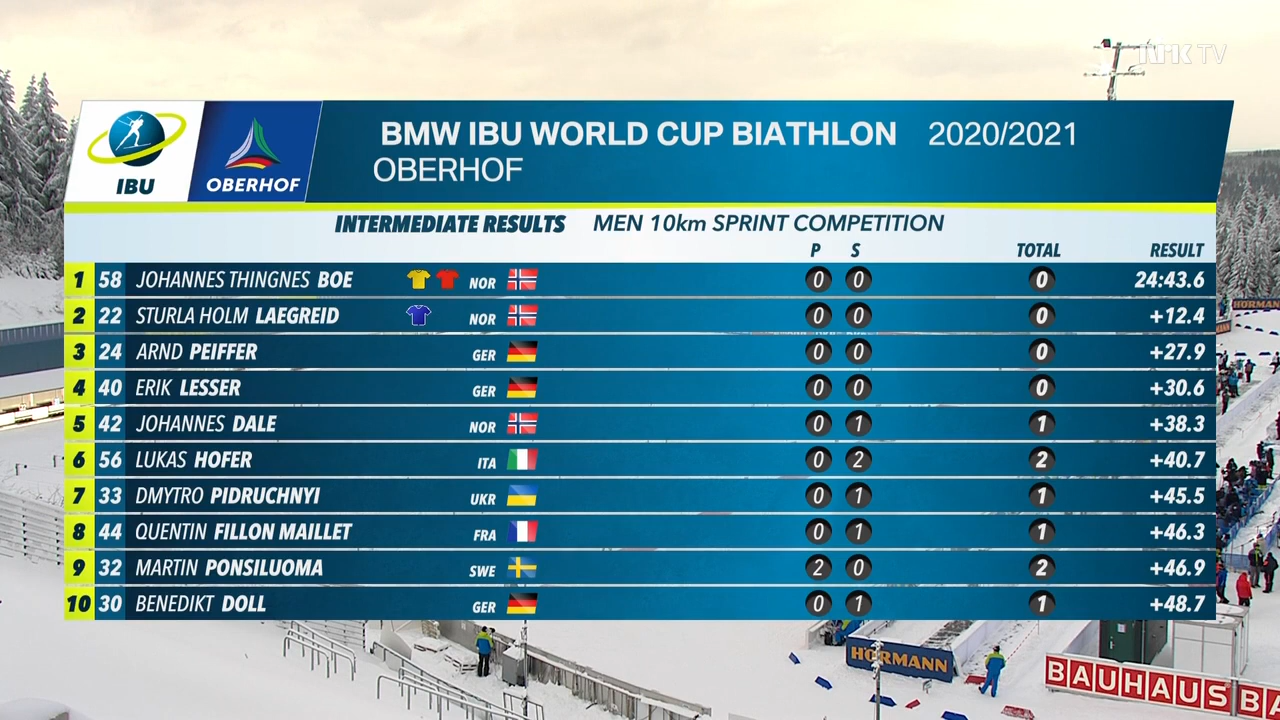 NRK TV
IBU
OBERHOF
BMW IBU WORLD CUP BIATHLON 2020/2021
OBERHOF
INTERMEDIATE RESULTS MEN 10km SPRINT COMPETITION
P S TOTAL RESULT
1 58 JOHANNES THINGNES BOE NOR 0 0 0 24:43.6
2 22 STURLA HOLM LAEGREID NOR 0 0 0 +12.4
3 24 ARND PEIFFER GER 0 0 0 +27.9
4 40 ERIK LESSER GER 0 0 0 +30.6
5 42 JOHANNES DALE NOR 0 1 1 +38.3
6 56 LUKAS HOFER ITA 0 2 2 +40.7
7 33 DMYTRO PIDRUCHNYI UKR 0 1 1 +45.5
8 44 QUENTIN FILLON MAILLET FRA 0 1 1 +46.3
9 32 MARTIN PONSILUOMA SWE 2 0 2 +46.9
10 30 BENEDIKT DOLL GER 0 1 1 +48.7
HÖRMANN
HÖRMANN
BAUHAUS BA